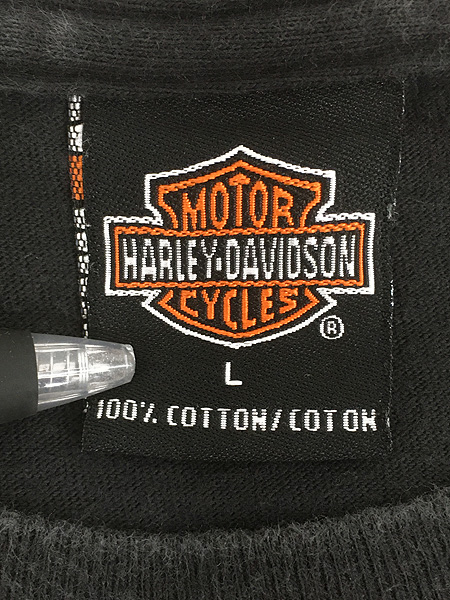 MOTOR
HARLEY-DAVIDSON
CYCLES
®
L
100% COTTON/COTON